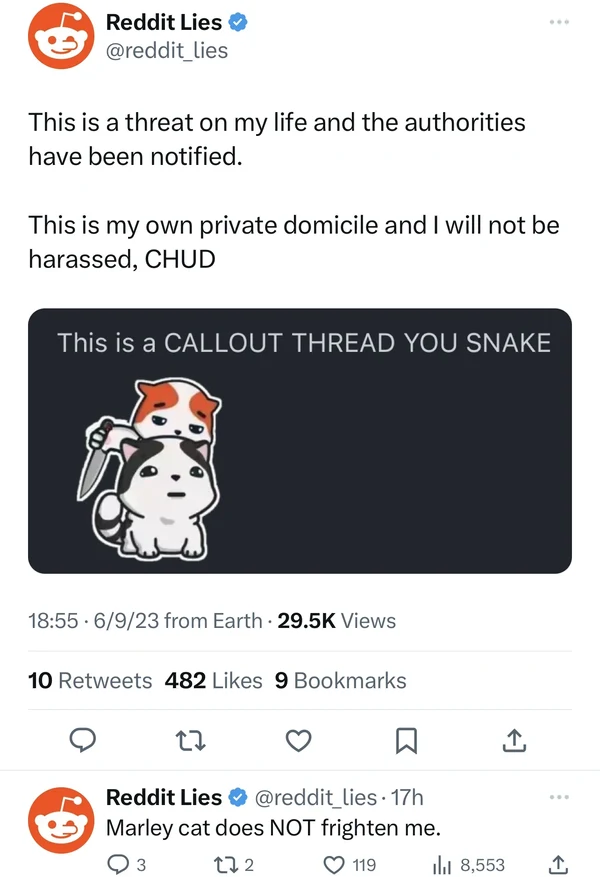 Reddit Lies
@reddit_lies
This is a threat on my life and the authorities
have been notified.
This is my own private domicile and I will not be
harassed, CHUD
This is a CALLOUT THREAD YOU SNAKE
18:55 · 6/9/23 from Earth · 29.5K Views
10 Retweets 482 Likes 9 Bookmarks
Reddit Lies @reddit_lies · 17h
Marley cat does NOT frighten me.
3 2 119 8,553